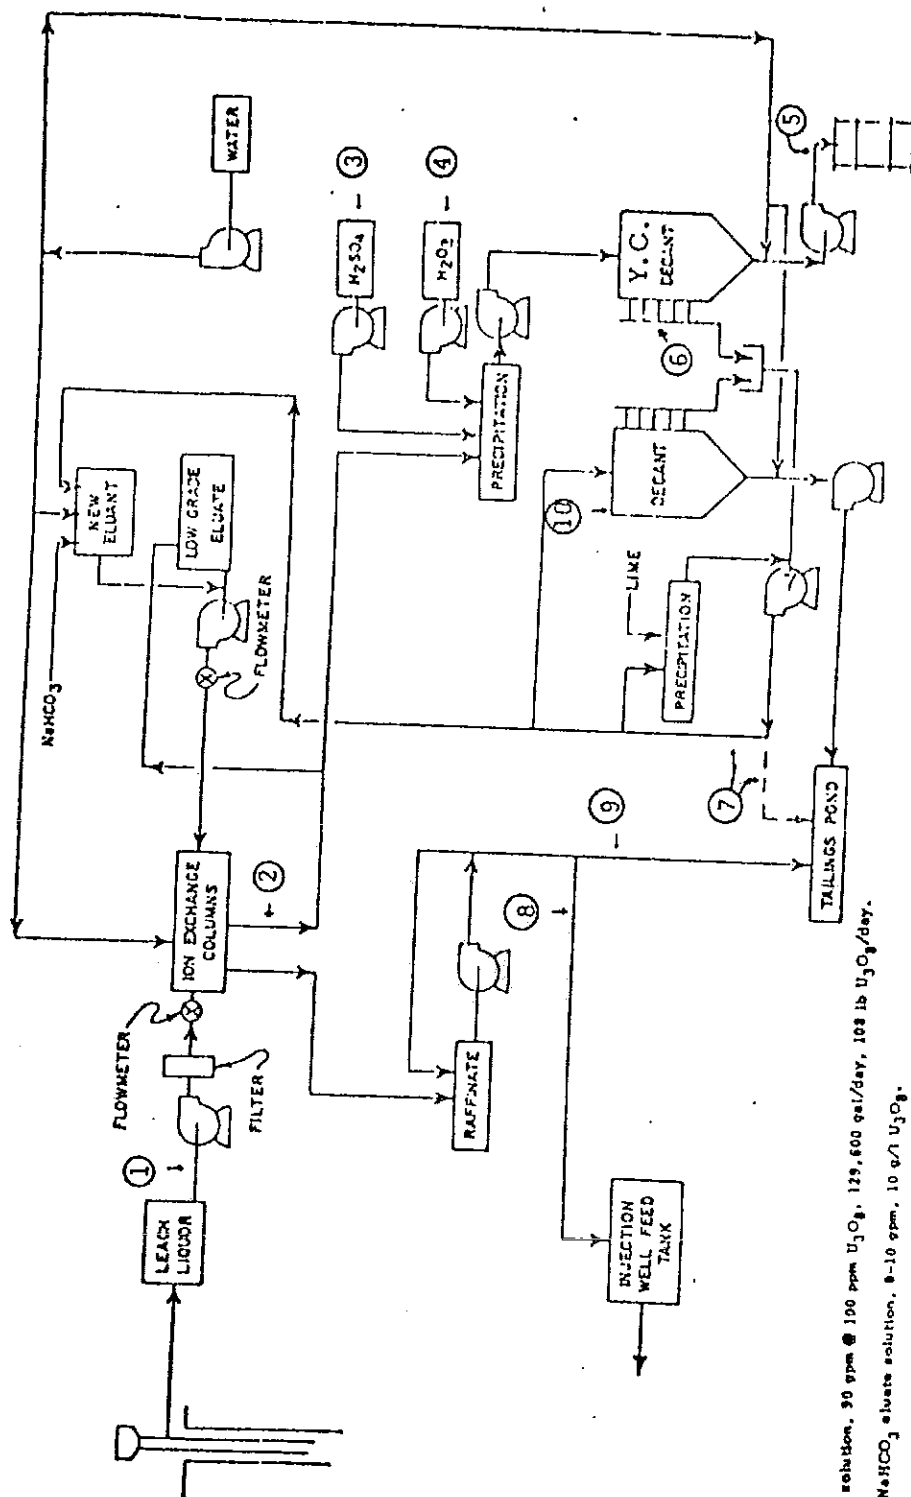 LEACH
LIQUOR
①
FLOWMETER
FILTER
ION EXCHANGE
COLUMNS
②
NaHCO₃
NEW
ELUANT
LOW GRADE
ELUATE
FLOWMETER
WATER
H₂SO₄
③
H₂O₂
④
RAFFINATE
PRECIPITATION
⑧
⑨
INJECTION
WELL FEED
TANK
⑩
LIME
PRECIPITATION
DECANT
⑥
Y.C.
DECANT
⑦
⑤
TAILINGS POND
solution, 90 gpm @ 100 ppm U₃O₈, 129,600 gal/day, 108 lb U₃O₈/day.
NaHCO₃ eluate solution, 8-10 gpm, 10 g/l U₃O₈.